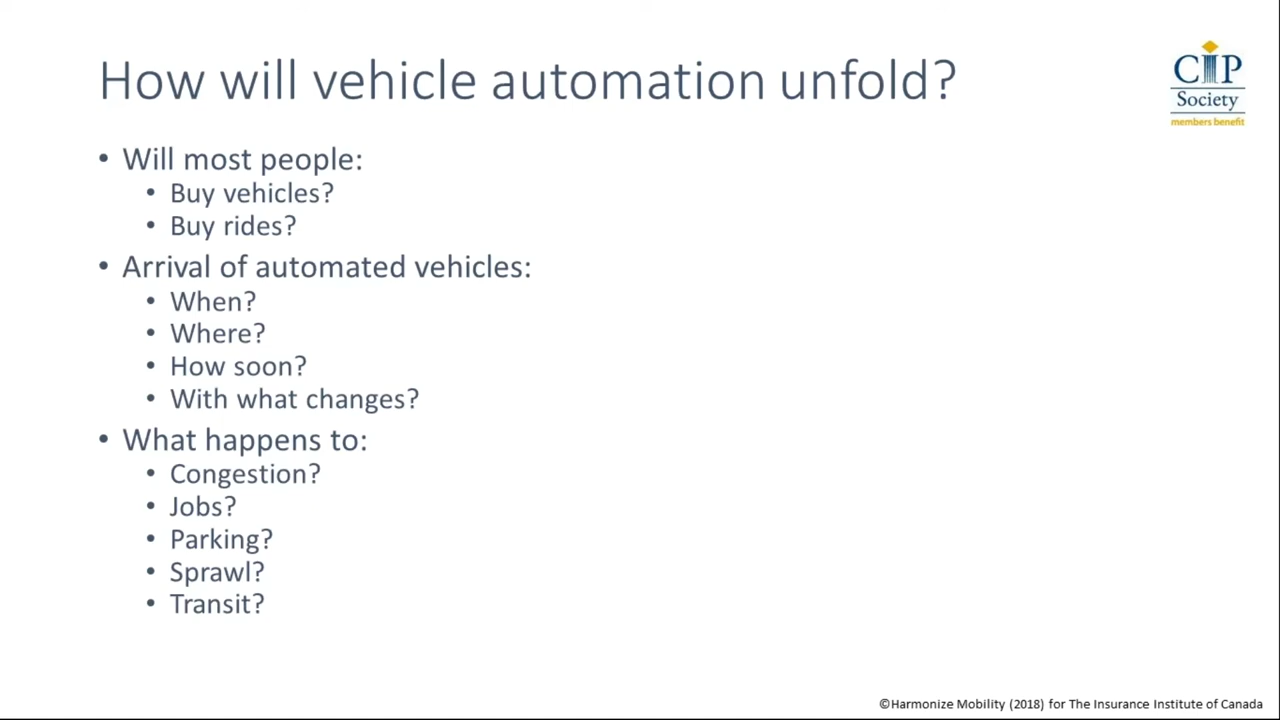 How will vehicle automation unfold?
CIP
Society
members benefit
• Will most people:
• Buy vehicles?
• Buy rides?
• Arrival of automated vehicles:
• When?
• Where?
• How soon?
• With what changes?
• What happens to:
• Congestion?
• Jobs?
• Parking?
• Sprawl?
• Transit?
©Harmonize Mobility (2018) for The Insurance Institute of Canada